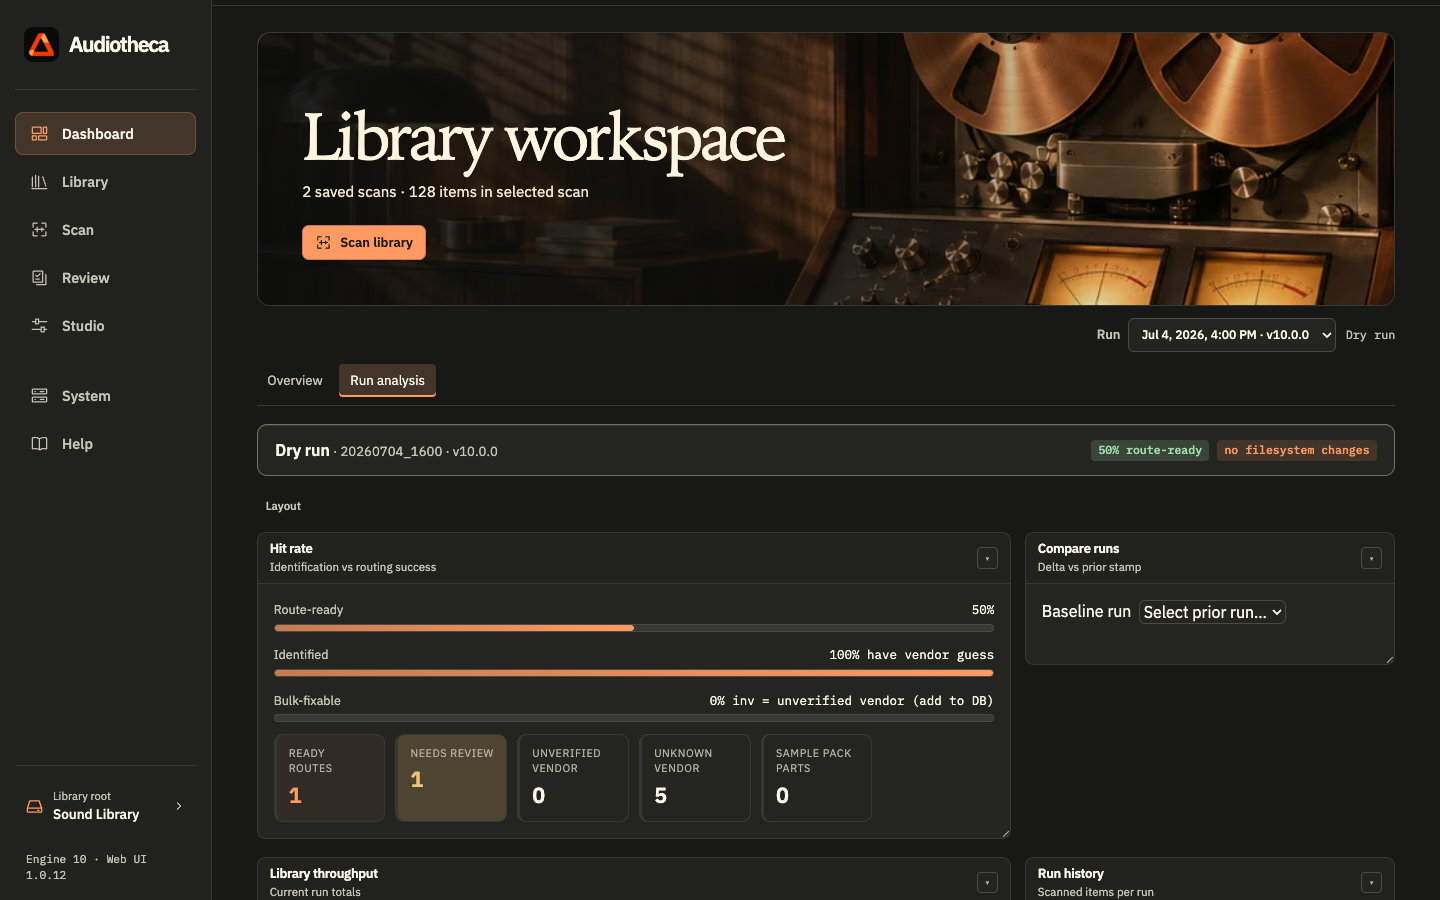 Audiotheca
Dashboard
Library
Scan
Review
Studio
System
Help
Library root
Sound Library
Engine 10 · Web UI
1.0.12
Library workspace
2 saved scans · 128 items in selected scan
Scan library
Run Jul 4, 2026, 4:00 PM · v10.0.0 Dry run
Overview Run analysis
Dry run · 20260704_1600 · v10.0.0 50% route-ready no filesystem changes
Layout
Hit rate
Identification vs routing success
Route-ready 50%
Identified 100% have vendor guess
Bulk-fixable 0% inv = unverified vendor (add to DB)
READY
ROUTES
1
NEEDS REVIEW
1
UNVERIFIED
VENDOR
0
UNKNOWN
VENDOR
5
SAMPLE PACK
PARTS
0
Compare runs
Delta vs prior stamp
Baseline run Select prior run...
Library throughput
Current run totals
Run history
Scanned items per run